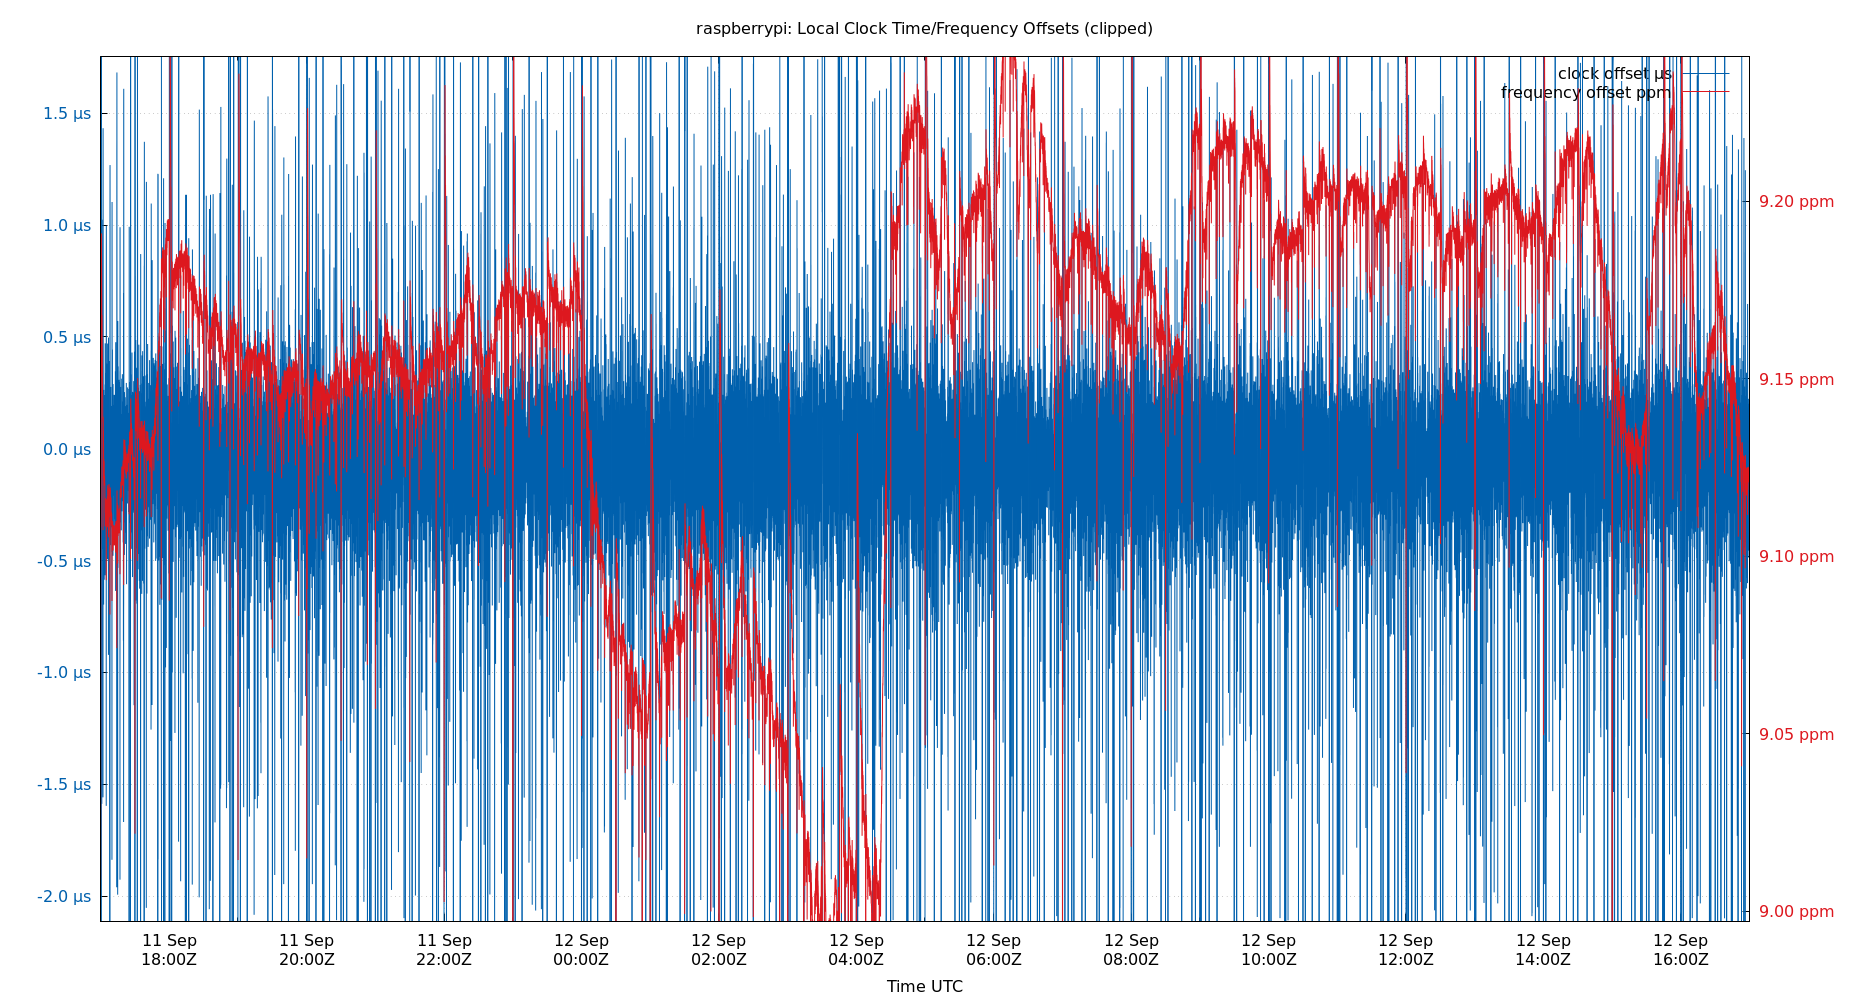 raspberrypi: Local Clock Time/Frequency Offsets (clipped)
clock offset µs
frequency offset ppm
1.5 µs
1.0 µs
0.5 µs
0.0 µs
-0.5 µs
-1.0 µs
-1.5 µs
-2.0 µs
9.20 ppm
9.15 ppm
9.10 ppm
9.05 ppm
9.00 ppm
11 Sep 11 Sep 11 Sep 12 Sep 12 Sep 12 Sep 12 Sep 12 Sep 12 Sep 12 Sep 12 Sep 12 Sep
18:00Z 20:00Z 22:00Z 00:00Z 02:00Z 04:00Z 06:00Z 08:00Z 10:00Z 12:00Z 14:00Z 16:00Z
Time UTC